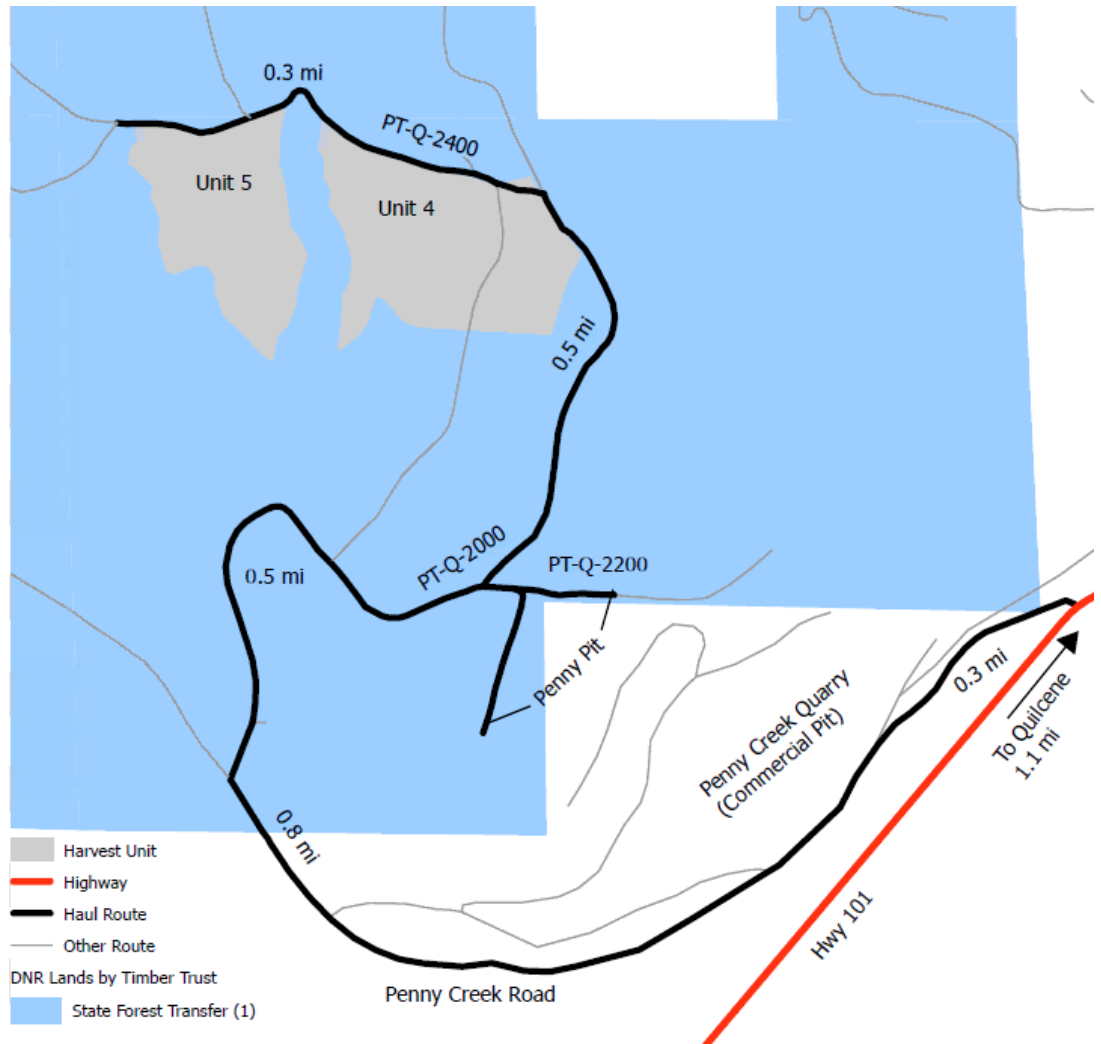 0.3 mi
PT-Q-2400
Unit 5
Unit 4
0.5 mi
PT-Q-2000
PT-Q-2200
0.5 mi
Penny Pit
Penny Creek Quarry
(Commercial Pit)
0.3 mi
To Quilcene
1.1 mi
0.8 mi
Hwy 101
Penny Creek Road
Harvest Unit
Highway
Haul Route
Other Route
DNR Lands by Timber Trust
State Forest Transfer (1)